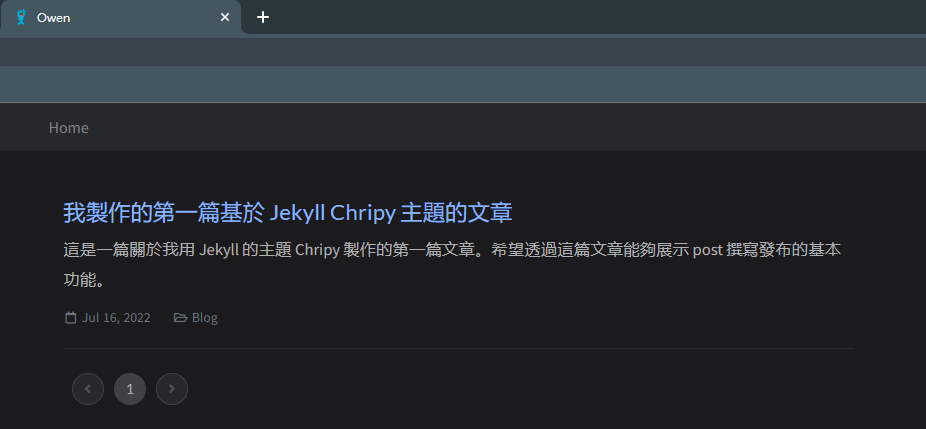 Owen
Home
我製作的第一篇基於 Jekyll Chripy 主題的文章
這是一篇關於我用 Jekyll 的主題 Chripy 製作的第一篇文章。希望透過這篇文章能夠展示 post 撰寫發布的基本
功能。
Jul 16, 2022 Blog
1